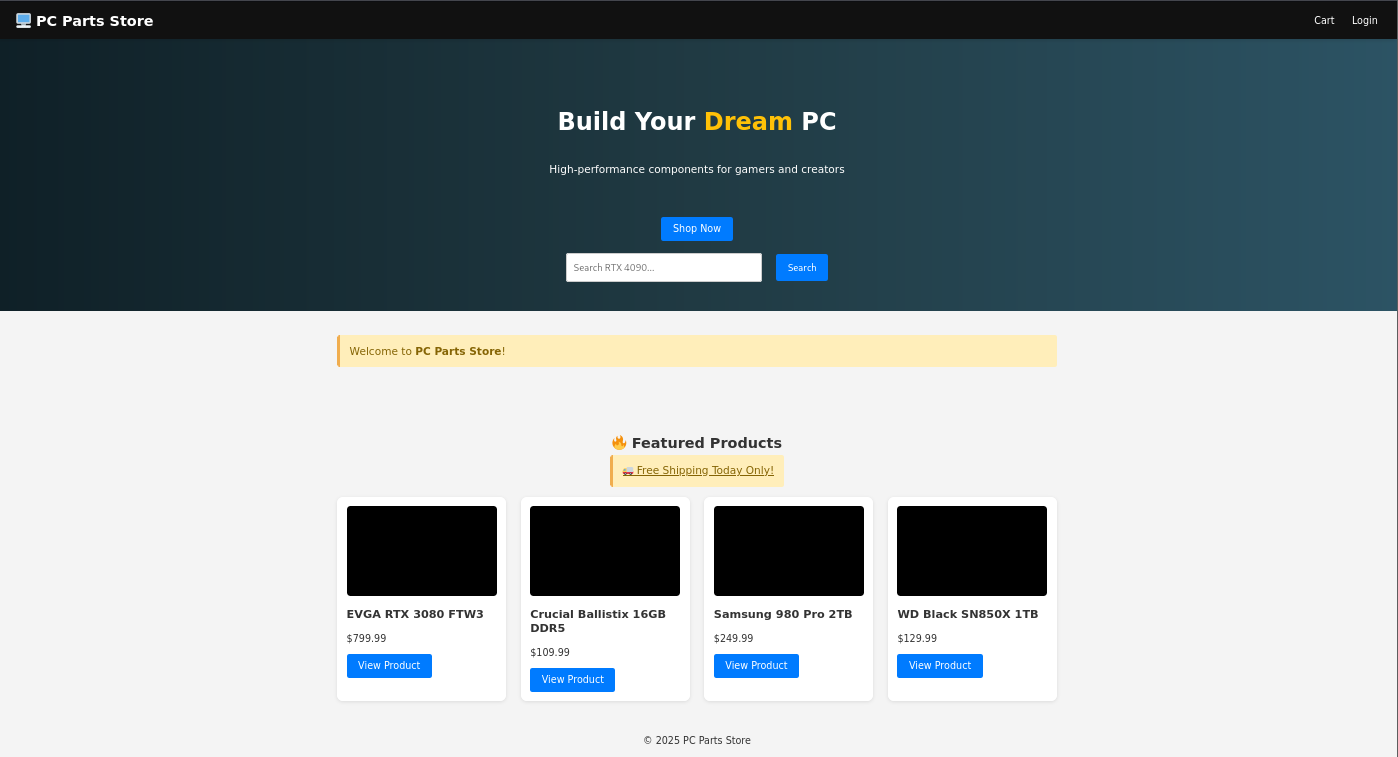 PC Parts Store
Cart
Login
Build Your Dream PC
High-performance components for gamers and creators
Shop Now
Search RTX 4090...
Search
Welcome to PC Parts Store!
Featured Products
Free Shipping Today Only!
EVGA RTX 3080 FTW3
$799.99
View Product
Crucial Ballistix 16GB
DDR5
$109.99
View Product
Samsung 980 Pro 2TB
$249.99
View Product
WD Black SN850X 1TB
$129.99
View Product
© 2025 PC Parts Store